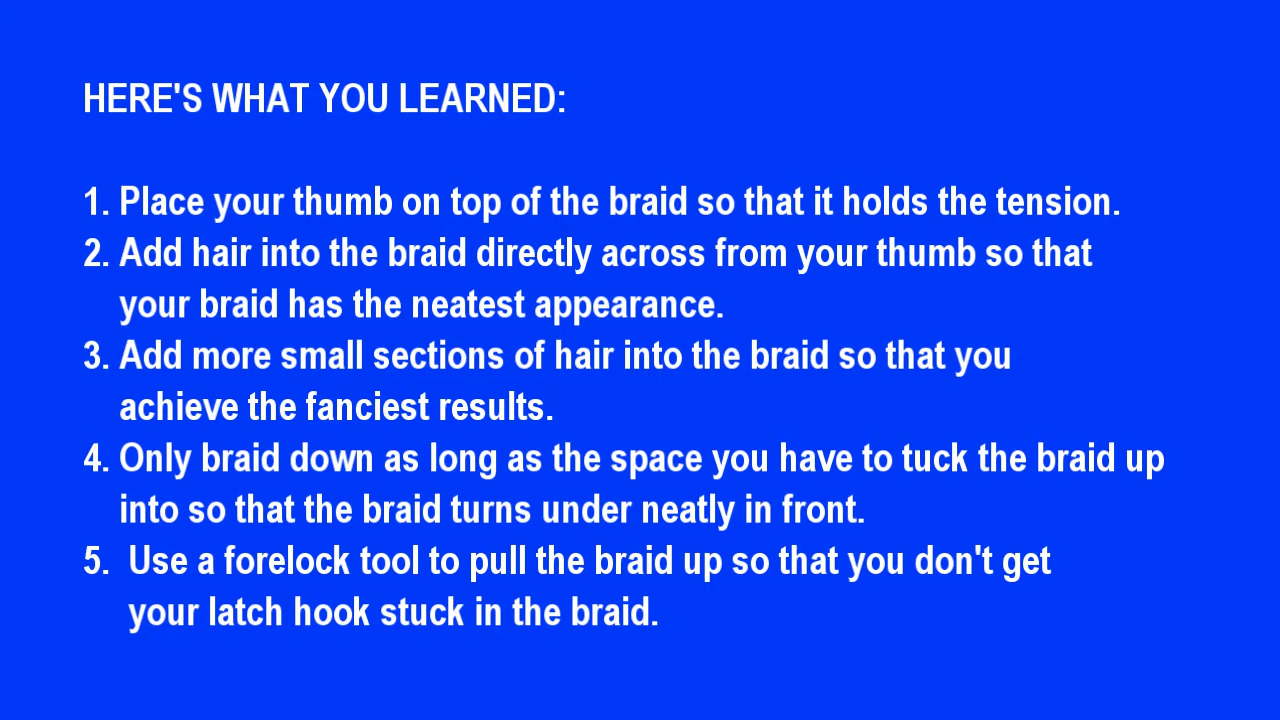 HERE'S WHAT YOU LEARNED:
1. Place your thumb on top of the braid so that it holds the tension.
2. Add hair into the braid directly across from your thumb so that
your braid has the neatest appearance.
3. Add more small sections of hair into the braid so that you
achieve the fanciest results.
4. Only braid down as long as the space you have to tuck the braid up
into so that the braid turns under neatly in front.
5. Use a forelock tool to pull the braid up so that you don't get
your latch hook stuck in the braid.